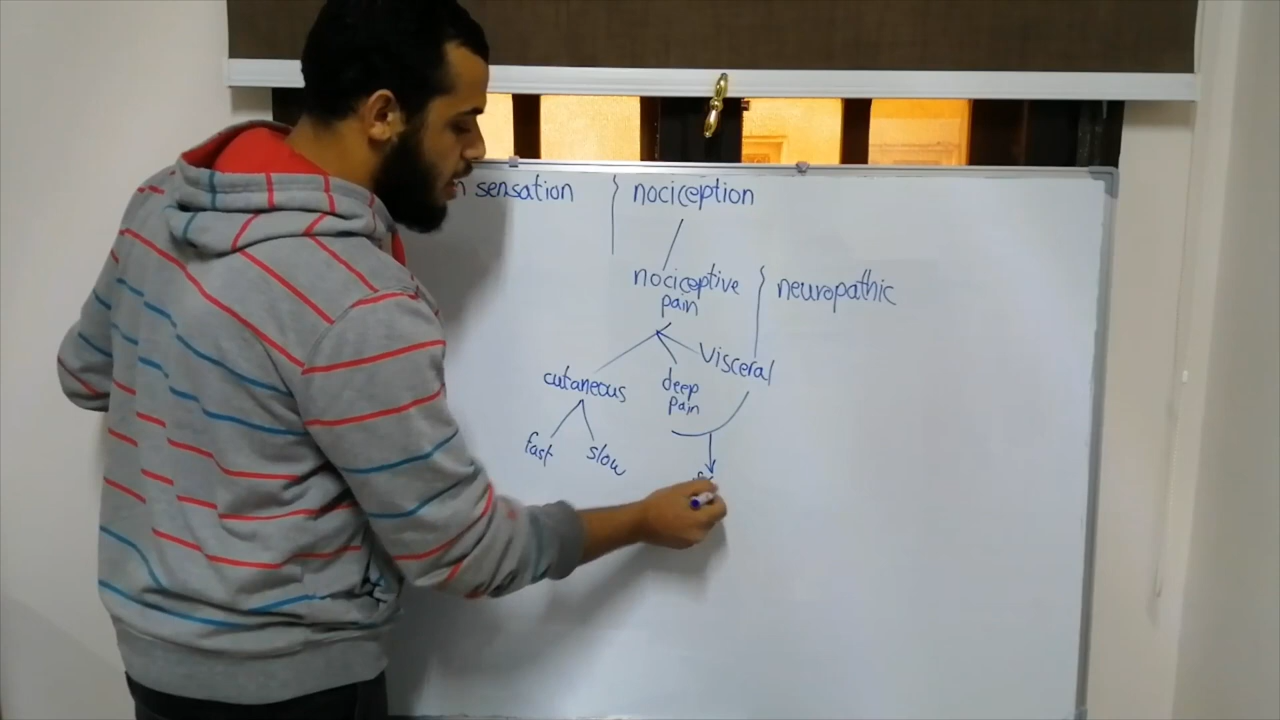 sensation
nociception
nociceptive
pain
neuropathic
cutaneous
deep
pain
visceral
fast
slow